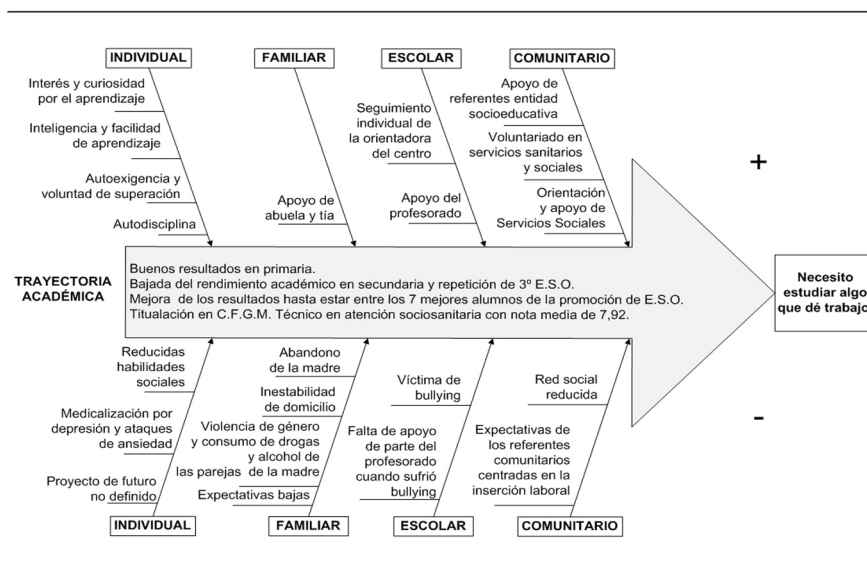 INDIVIDUAL
FAMILIAR
ESCOLAR
COMUNITARIO
Interés y curiosidad
por el aprendizaje
Inteligencia y facilidad
de aprendizaje
Autoexigencia y
voluntad de superación
Autodisciplina
Apoyo de
abuela y tía
Seguimiento
individual de
la orientadora
del centro
Apoyo del
profesorado
Apoyo de
referentes entidad
socioeducativa
Voluntariado en
servicios sanitarios
y sociales
Orientación
y apoyo de
Servicios Sociales
+
TRAYECTORIA
ACADÉMICA
Buenos resultados en primaria.
Bajada del rendimiento académico en secundaria y repetición de 3º E.S.O.
Mejora de los resultados hasta estar entre los 7 mejores alumnos de la promoción de E.S.O.
Titualación en C.F.G.M. Técnico en atención sociosanitaria con nota media de 7,92.
Necesito
estudiar algo
que dé trabajo
Reducidas
habilidades
sociales
Medicalización por
depresión y ataques
de ansiedad
Proyecto de futuro
no definido
Abandono
de la madre
Inestabilidad
de domicilio
Violencia de género
y consumo de drogas
y alcohol de
las parejas de la madre
Expectativas bajas
Víctima de
bullying
Falta de apoyo
de parte del
profesorado
cuando sufrió
bullying
Red social
reducida
Expectativas de
los referentes
comunitarios
centradas en la
inserción laboral
-
INDIVIDUAL
FAMILIAR
ESCOLAR
COMUNITARIO